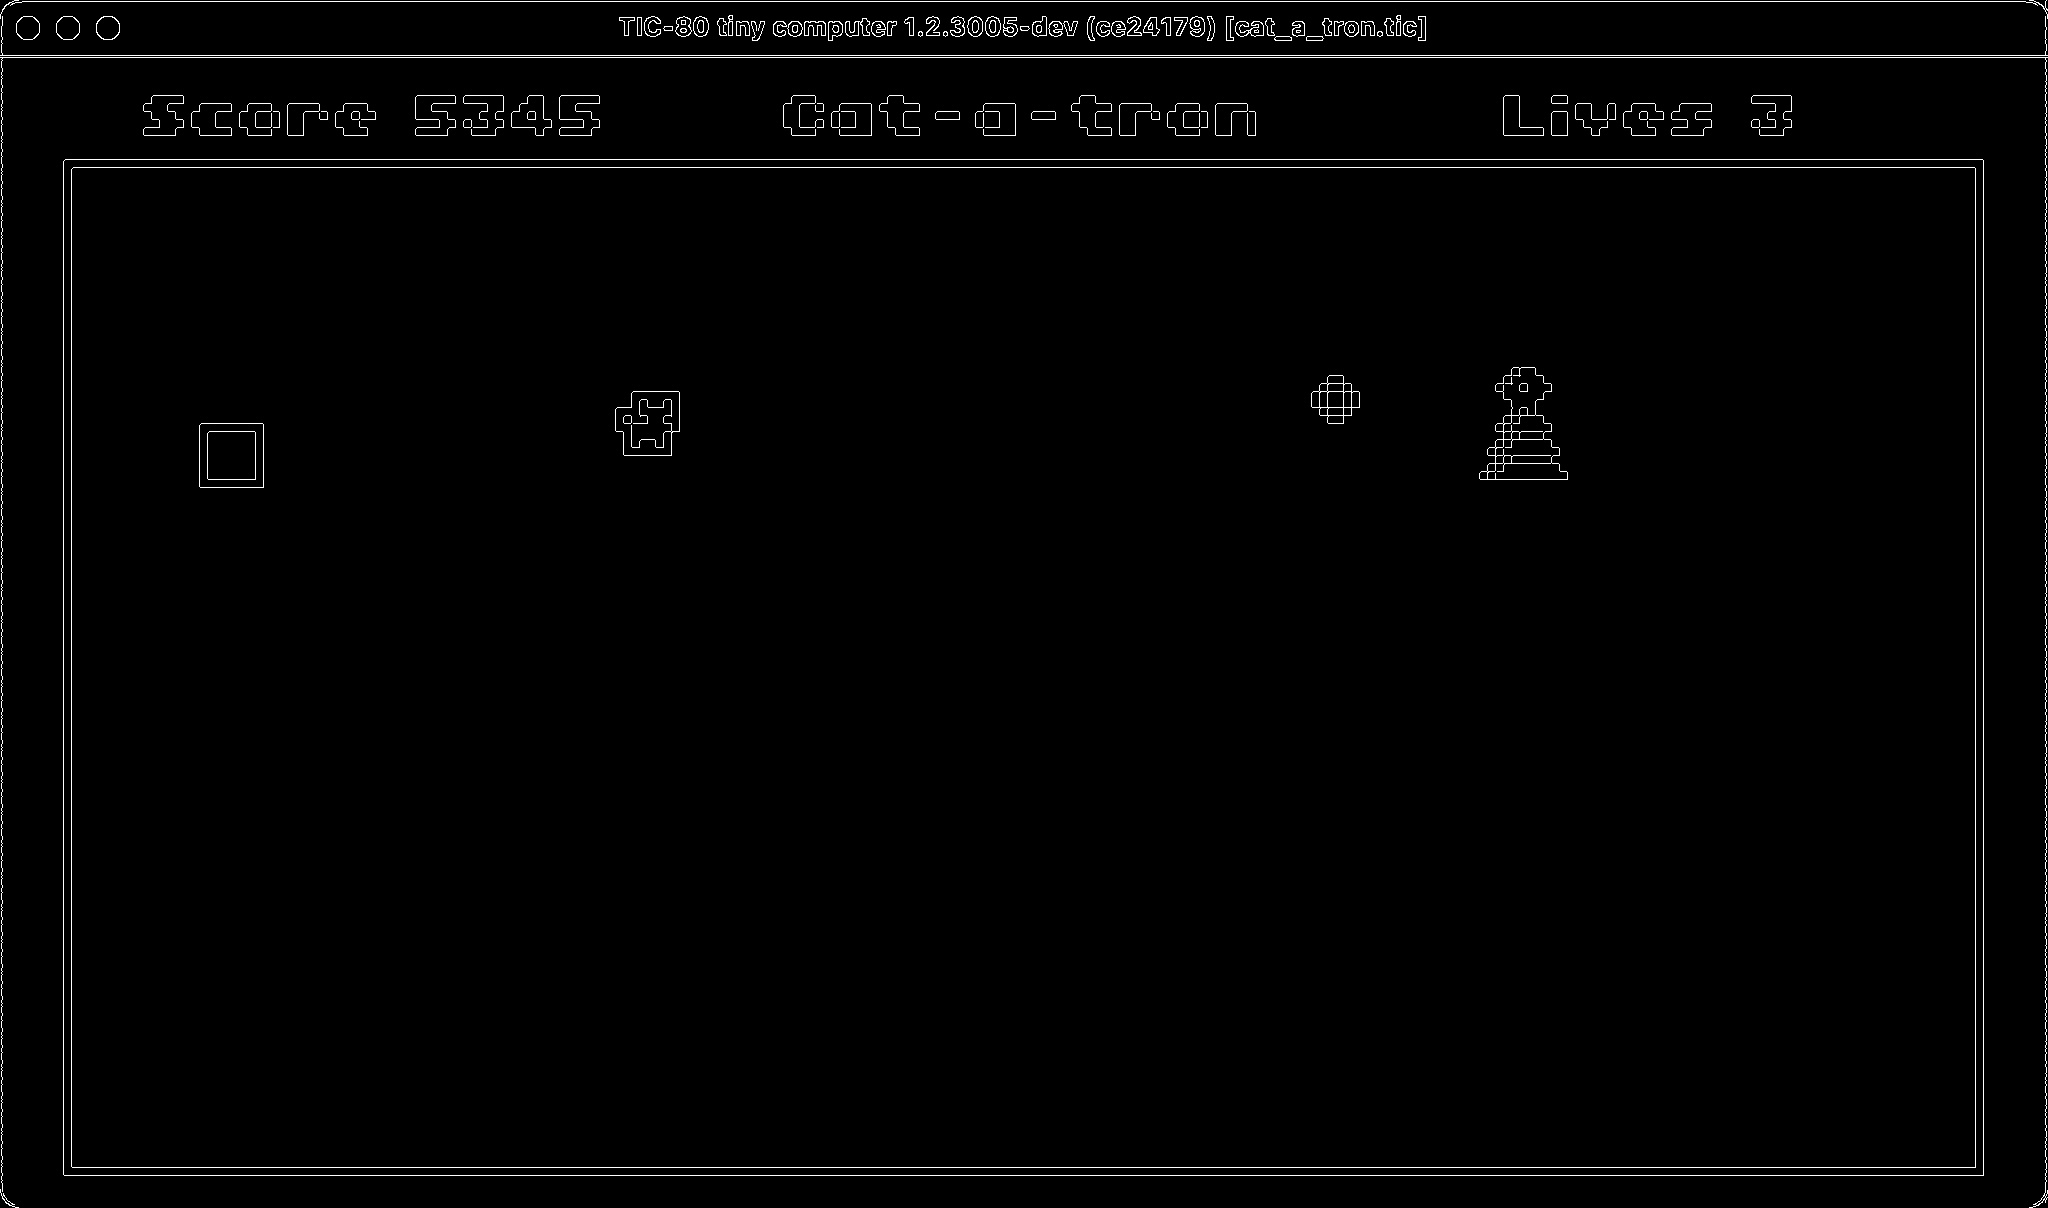 TIC-80 tiny computer 1.2.3005-dev (ce24179) [cat_a_tron.tic]
Score 5345 Cat-a-tron Lives 3